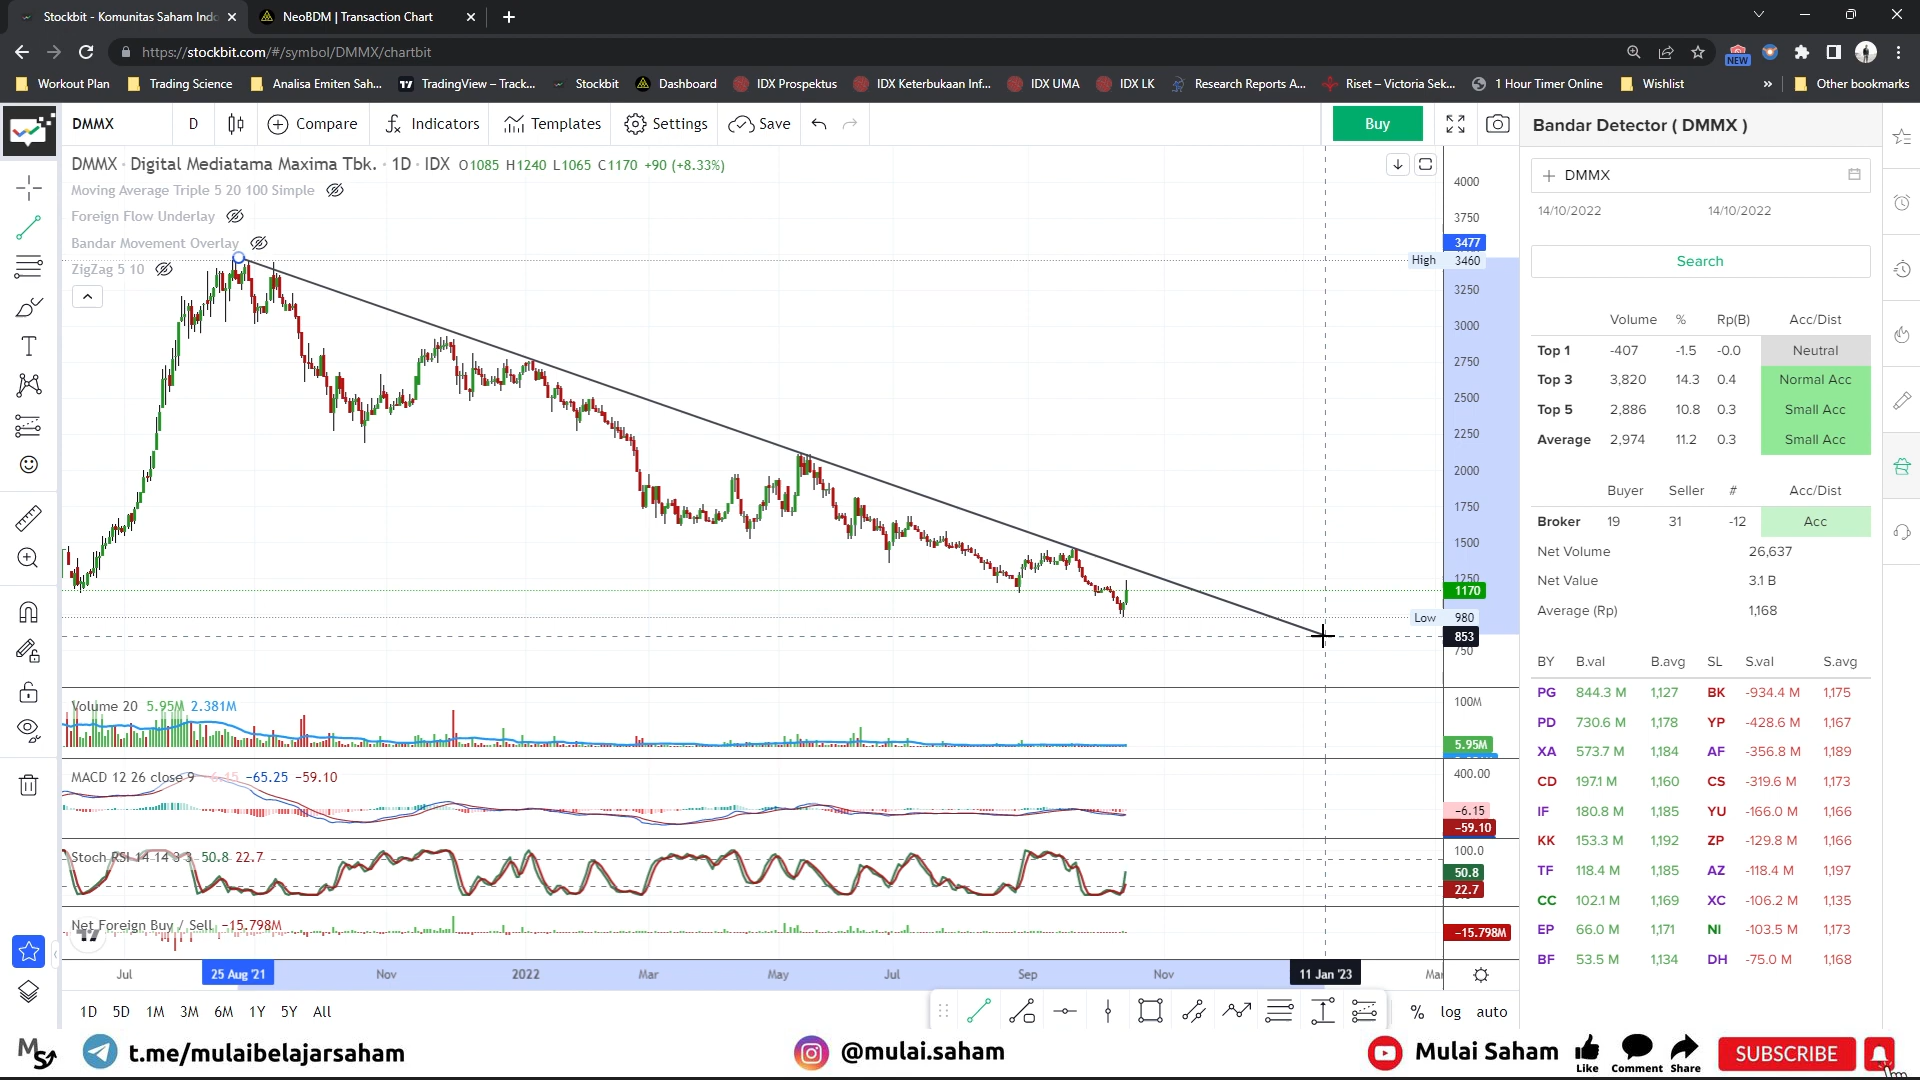 Stockbit - Komunitas Saham Indo
NeoBDM | Transaction Chart
https://stockbit.com/#/symbol/DMMX/chartbit
NEW
Workout Plan
Trading Science
Analisa Emiten Sah...
TradingView – Track...
Stockbit
Dashboard
IDX Prospektus
IDX Keterbukaan Inf...
IDX UMA
IDX LK
Research Reports A...
Riset – Victoria Sek...
1 Hour Timer Online
Wishlist
»
Other bookmarks
DMMX
D
Compare
Indicators
Templates
Settings
Save
Buy
Bandar Detector ( DMMX )
DMMX · Digital Mediatama Maxima Tbk. · 1D · IDX O1085 H1240 L1065 C1170 +90 (+8.33%)
Moving Average Triple 5 20 100 Simple
Foreign Flow Underlay
Bandar Movement Overlay
ZigZag 5 10
4000
3750
3477
High 3460
3250
3000
2750
2500
2250
2000
1750
1500
1250
1170
Low 980
853
750
Volume 20 5.95M 2.381M
100M
5.95M
MACD 12 26 close 9 -6.15 −65.25 −59.10
400.00
−6.15
−59.10
Stoch RSI 14 14 3 3 50.8 22.7
100.0
50.8
22.7
Net Foreign Buy / Sell −15.798M
−15.798M
Jul
25 Aug '21
Nov
2022
Mar
May
Jul
Sep
Nov
11 Jan '23
Mar
1D 5D 1M 3M 6M 1Y 5Y All
% log auto
DMMX
14/10/2022 14/10/2022
Search
Volume % Rp(B) Acc/Dist
Top 1 -407 -1.5 -0.0 Neutral
Top 3 3,820 14.3 0.4 Normal Acc
Top 5 2,886 10.8 0.3 Small Acc
Average 2,974 11.2 0.3 Small Acc
Buyer Seller # Acc/Dist
Broker 19 31 -12 Acc
Net Volume 26,637
Net Value 3.1 B
Average (Rp) 1,168
BY B.val B.avg SL S.val S.avg
PG 844.3 M 1,127 BK -934.4 M 1,175
PD 730.6 M 1,178 YP -428.6 M 1,167
XA 573.7 M 1,184 AF -356.8 M 1,189
CD 197.1 M 1,160 CS -319.6 M 1,173
IF 180.8 M 1,185 YU -166.0 M 1,166
KK 153.3 M 1,192 ZP -129.8 M 1,166
TF 118.4 M 1,185 AZ -118.4 M 1,197
CC 102.1 M 1,169 XC -106.2 M 1,135
EP 66.0 M 1,171 NI -103.5 M 1,173
BF 53.5 M 1,134 DH -75.0 M 1,168
t.me/mulaibelajarsaham
@mulai.saham
Mulai Saham
Like
Comment
Share
SUBSCRIBE